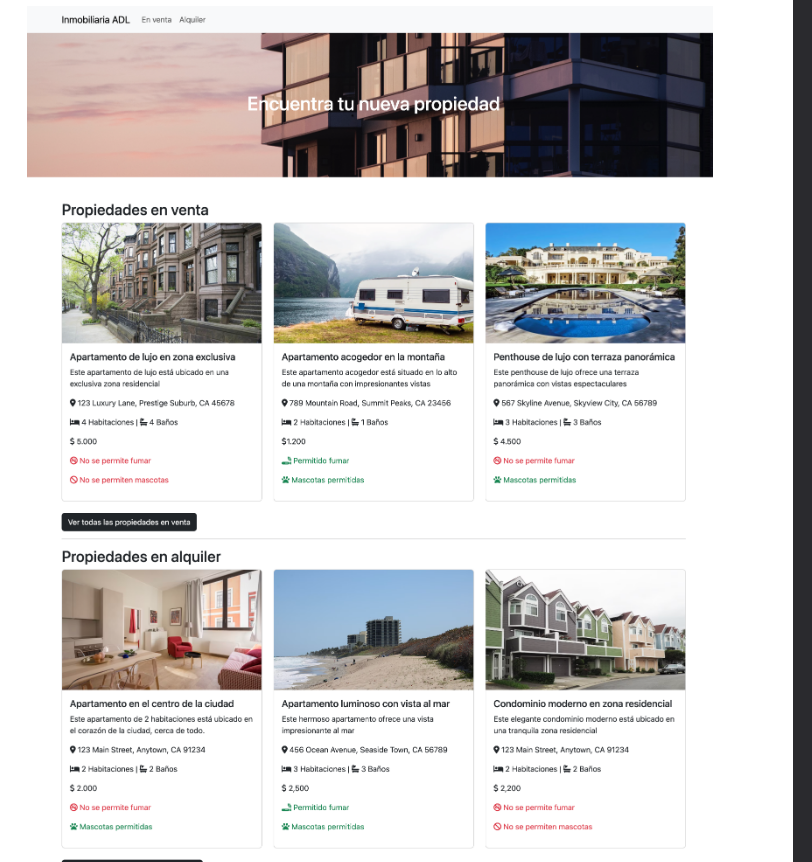 Inmobiliaria ADL En venta Alquiler
Encuentra tu nueva propiedad
Propiedades en venta
Apartamento de lujo en zona exclusiva
Este apartamento de lujo está ubicado en una
exclusiva zona residencial
123 Luxury Lane, Prestige Suburb, CA 45678
4 Habitaciones | 4 Baños
$ 5.000
No se permite fumar
No se permiten mascotas
Apartamento acogedor en la montaña
Este apartamento acogedor está situado en lo alto
de una montaña con impresionantes vistas
789 Mountain Road, Summit Peaks, CA 23456
2 Habitaciones | 1 Baños
$1.200
Permitido fumar
Mascotas permitidas
Penthouse de lujo con terraza panorámica
Este penthouse de lujo ofrece una terraza
panorámica con vistas espectaculares
567 Skyline Avenue, Skyview City, CA 56789
3 Habitaciones | 3 Baños
$ 4.500
No se permite fumar
Mascotas permitidas
Ver todas las propiedades en venta
Propiedades en alquiler
Apartamento en el centro de la ciudad
Este apartamento de 2 habitaciones está ubicado en
el corazón de la ciudad, cerca de todo.
123 Main Street, Anytown, CA 91234
2 Habitaciones | 2 Baños
$ 2.000
No se permite fumar
Mascotas permitidas
Apartamento luminoso con vista al mar
Este hermoso apartamento ofrece una vista
impresionante al mar
456 Ocean Avenue, Seaside Town, CA 56789
3 Habitaciones | 3 Baños
$ 2,500
Permitido fumar
Mascotas permitidas
Condominio moderno en zona residencial
Este elegante condominio moderno está ubicado en
una tranquila zona residencial
123 Main Street, Anytown, CA 91234
2 Habitaciones | 2 Baños
$ 2,200
No se permite fumar
No se permiten mascotas